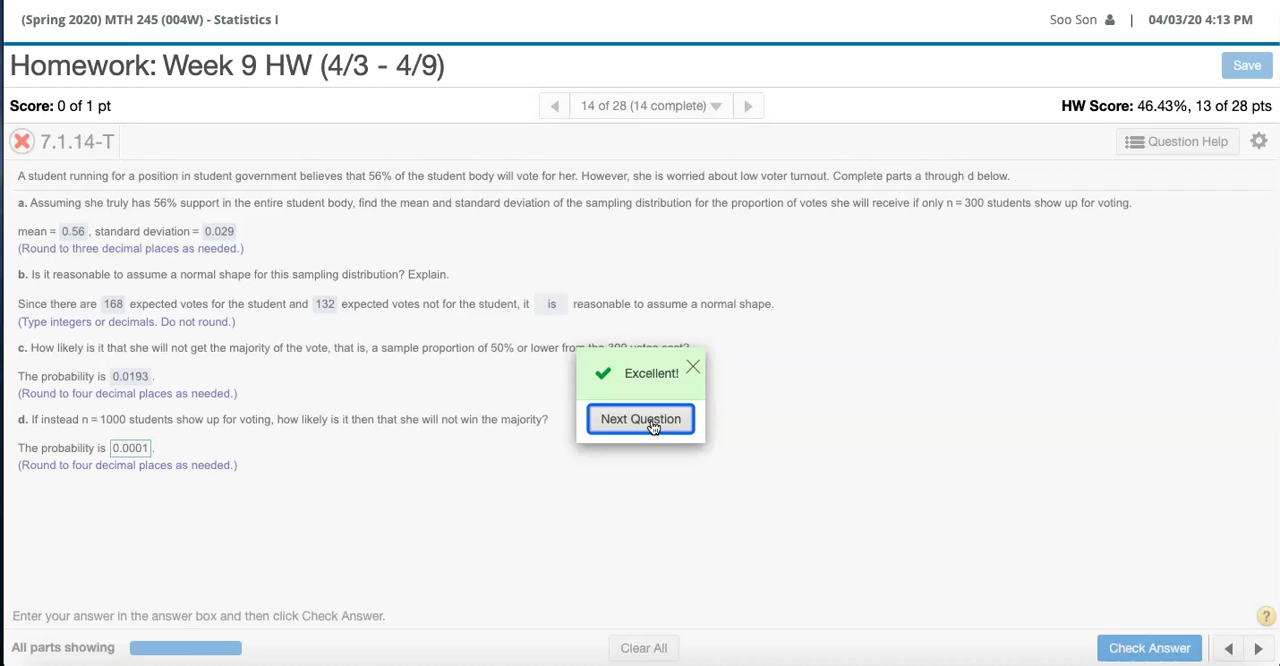 (Spring 2020) MTH 245 (004W) - Statistics I
Soo Son | 04/03/20 4:13 PM
Homework: Week 9 HW (4/3 - 4/9)
Save
Score: 0 of 1 pt
14 of 28 (14 complete)
HW Score: 46.43%, 13 of 28 pts
7.1.14-T
Question Help
A student running for a position in student government believes that 56% of the student body will vote for her. However, she is worried about low voter turnout. Complete parts a through d below.
a. Assuming she truly has 56% support in the entire student body, find the mean and standard deviation of the sampling distribution for the proportion of votes she will receive if only n = 300 students show up for voting.
mean = 0.56 , standard deviation = 0.029
(Round to three decimal places as needed.)
b. Is it reasonable to assume a normal shape for this sampling distribution? Explain.
Since there are 168 expected votes for the student and 132 expected votes not for the student, it is reasonable to assume a normal shape.
(Type integers or decimals. Do not round.)
c. How likely is it that she will not get the majority of the vote, that is, a sample proportion of 50% or lower from the 300 votes cast?
The probability is 0.0193 .
(Round to four decimal places as needed.)
Excellent!
Next Question
d. If instead n = 1000 students show up for voting, how likely is it then that she will not win the majority?
The probability is 0.0001 .
(Round to four decimal places as needed.)
Enter your answer in the answer box and then click Check Answer.
?
All parts showing
Clear All
Check Answer